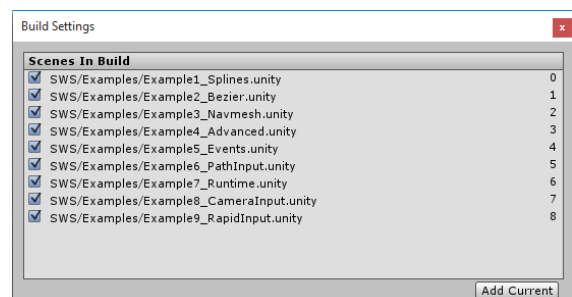 Build Settings
x
Scenes In Build
SWS/Examples/Example1_Splines.unity 0
SWS/Examples/Example2_Bezier.unity 1
SWS/Examples/Example3_Navmesh.unity 2
SWS/Examples/Example4_Advanced.unity 3
SWS/Examples/Example5_Events.unity 4
SWS/Examples/Example6_PathInput.unity 5
SWS/Examples/Example7_Runtime.unity 6
SWS/Examples/Example8_CameraInput.unity 7
SWS/Examples/Example9_RapidInput.unity 8
Add Current